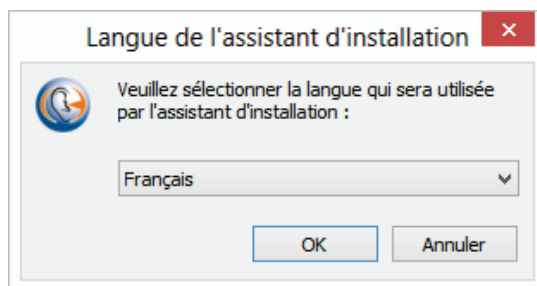 Langue de l'assistant d'installation
Veuillez sélectionner la langue qui sera utilisée
par l'assistant d'installation :
Français
OK Annuler